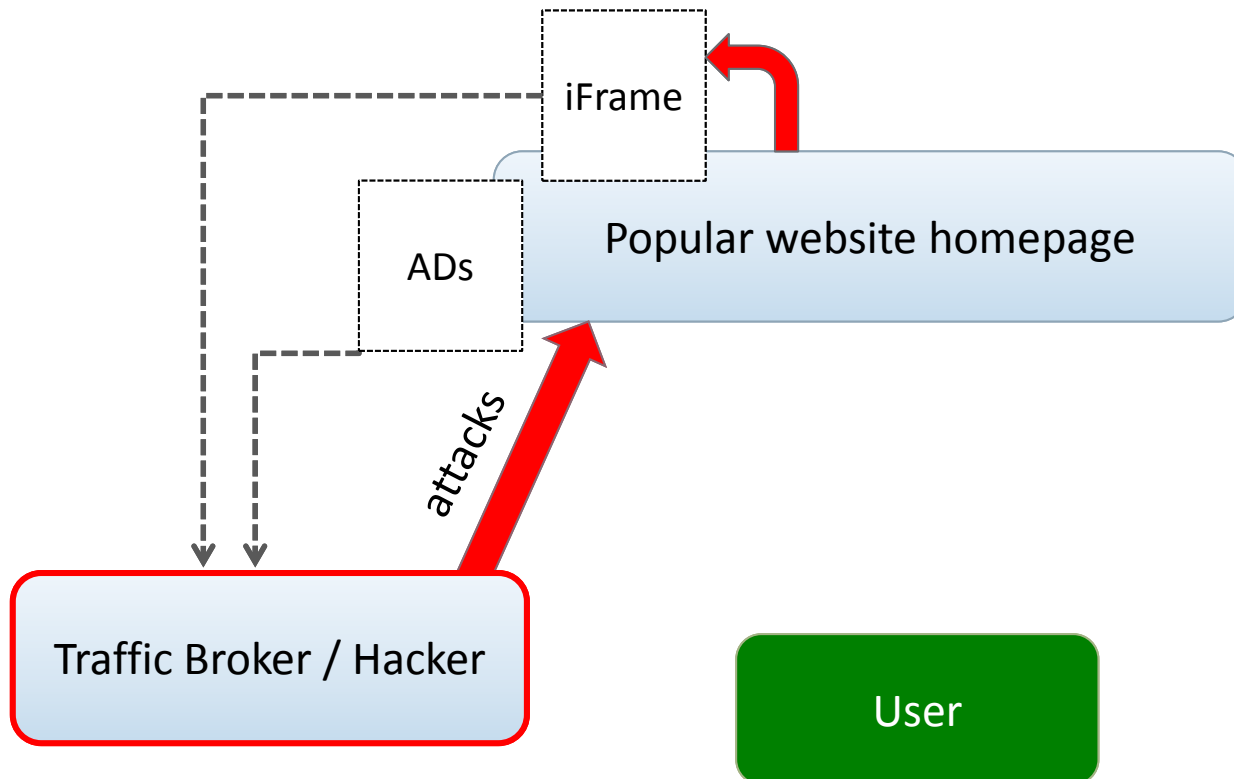 iFrame
Popular website homepage
ADs
attacks
Traffic Broker / Hacker
User